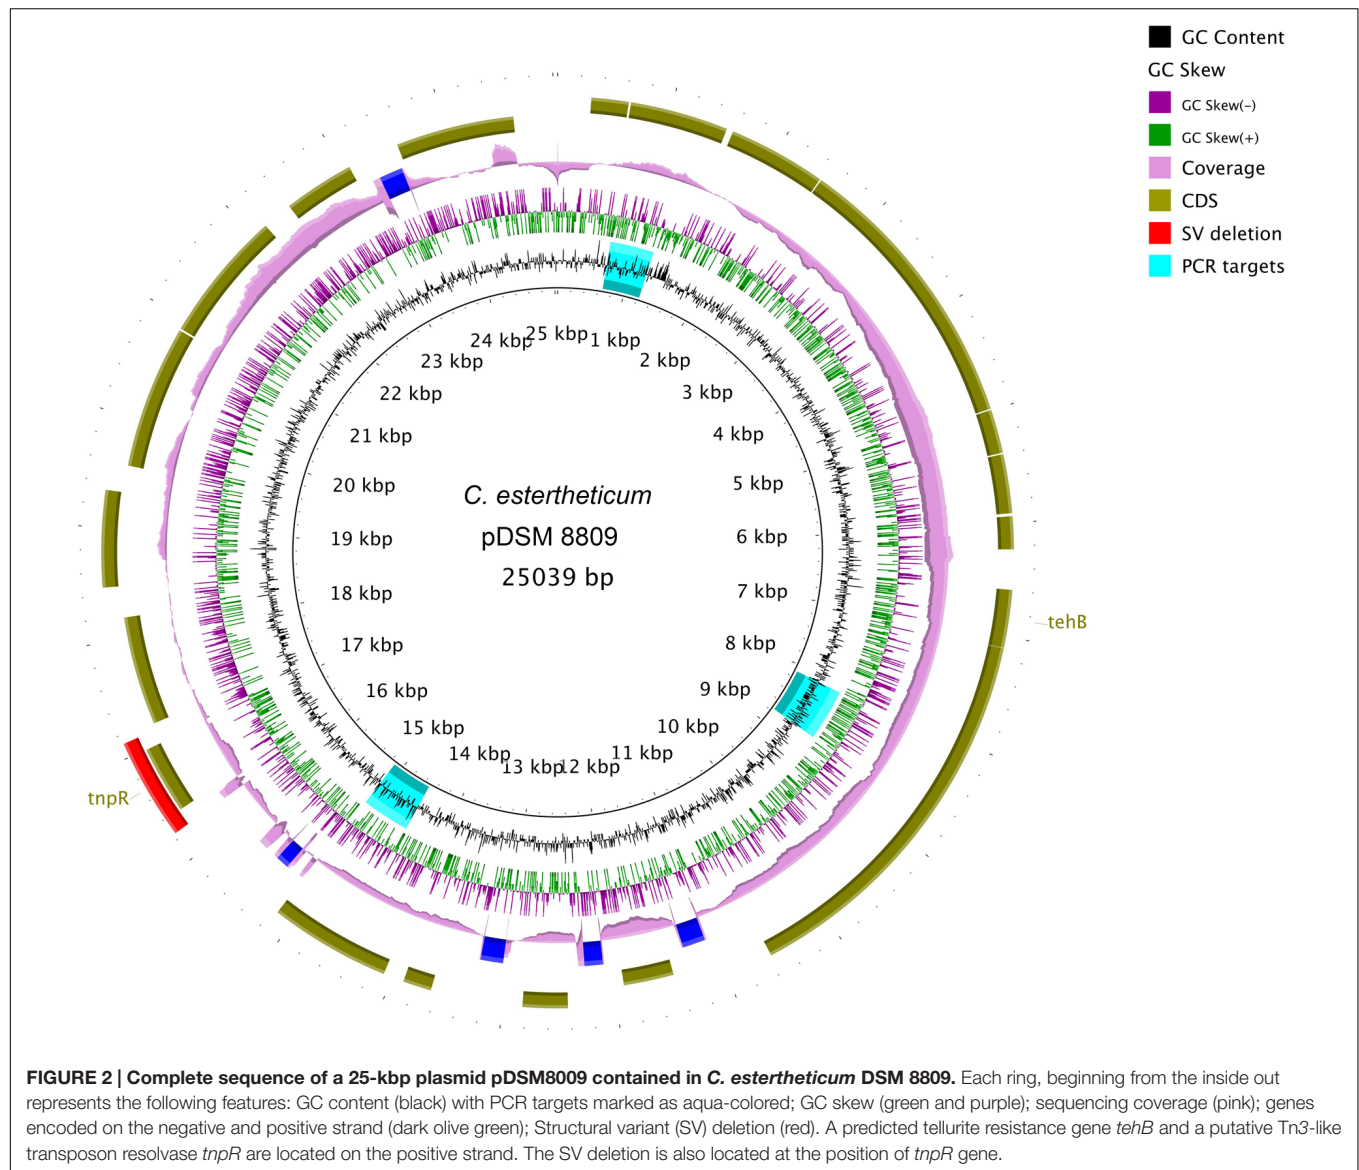 GC Content
GC Skew
GC Skew(-)
GC Skew(+)
Coverage
CDS
SV deletion
PCR targets
24 kbp
25 kbp
1 kbp
23 kbp
2 kbp
22 kbp
3 kbp
21 kbp
4 kbp
20 kbp
5 kbp
C. estertheticum
19 kbp
pDSM 8809
6 kbp
25039 bp
18 kbp
7 kbp
tehB
17 kbp
8 kbp
16 kbp
9 kbp
15 kbp
10 kbp
14 kbp
13 kbp
12 kbp
11 kbp
tnpR
FIGURE 2 | Complete sequence of a 25-kbp plasmid pDSM8009 contained in C. estertheticum DSM 8809. Each ring, beginning from the inside out
represents the following features: GC content (black) with PCR targets marked as aqua-colored; GC skew (green and purple); sequencing coverage (pink); genes
encoded on the negative and positive strand (dark olive green); Structural variant (SV) deletion (red). A predicted tellurite resistance gene tehB and a putative Tn3-like
transposon resolvase tnpR are located on the positive strand. The SV deletion is also located at the position of tnpR gene.